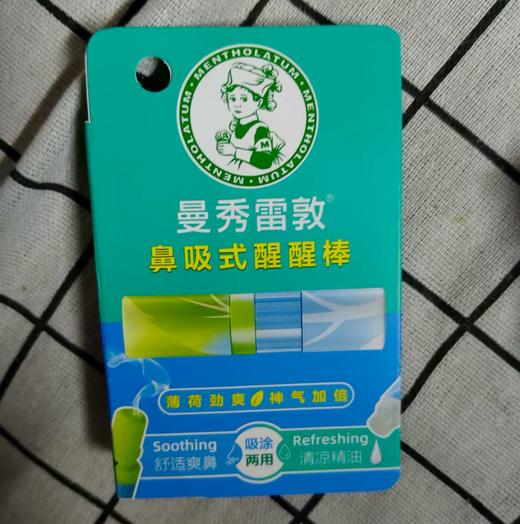 MENTHOLATUM · MENTHOLATUM · MENTHOLATUM ·
M
曼秀雷敦®
鼻吸式醒醒棒
薄荷劲爽 神气加倍
Soothing
舒适爽鼻
吸涂
两用
Refreshing
清凉精油